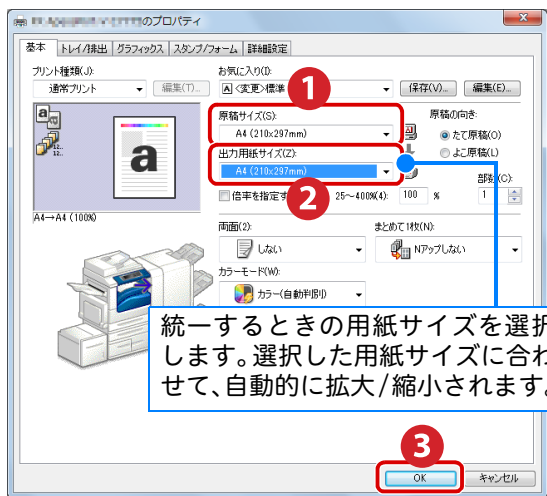 のプロパティ
基本 トレイ/排出 グラフィックス スタンプ/フォーム 詳細設定
プリント種類(J):
通常プリント 編集(T)...
お気に入り(I):
<変更>標準 保存(V)... 編集(E)...
1
原稿サイズ(S):
A4 (210x297mm)
原稿の向き:
たて原稿(O)
よこ原稿(L)
出力用紙サイズ(Z):
A4 (210x297mm)
2
倍率を指定す 25～400%(4): 100 %
部数(C):
1
a
a
12..
12..
A4→A4 (100%)
両面(2):
しない
まとめて1枚(N):
Nアップしない
カラーモード(W):
カラー(自動判別)
統一するときの用紙サイズを選択
します。選択した用紙サイズに合わ
せて、自動的に拡大/縮小されます。
3
OK キャンセル